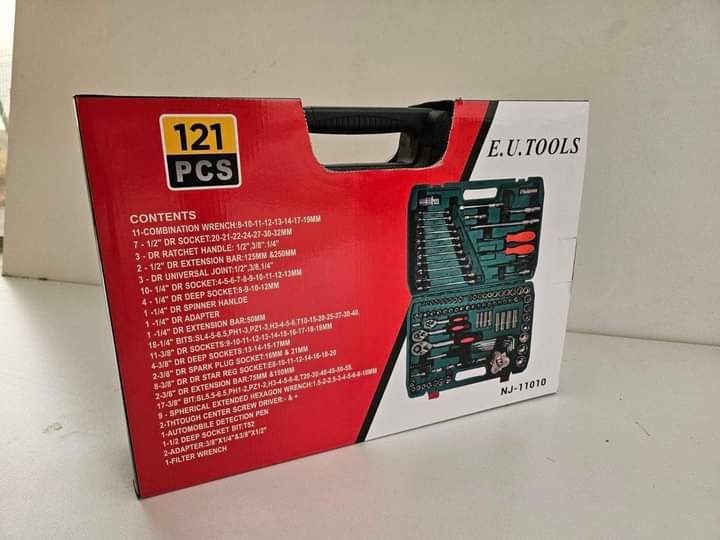 121
PCS
E.U.TOOLS
CONTENTS
11-COMBINATION WRENCH:8-10-11-12-13-14-17-19MM
7 - 1/2" DR SOCKET:20-21-22-24-27-30-32MM
3 - DR RATCHET HANDLE: 1/2",3/8".1/4"
2 - 1/2" DR EXTENSION BAR:125MM &250MM
3 - DR UNIVERSAL JOINT:1/2",3/8,1/4"
10- 1/4" DR SOCKET:4-5-6-7-8-9-10-11-12-13MM
4 - 1/4" DR DEEP SOCKET:8-9-10-12MM
1 -1/4" DR SPINNER HANLDE
1 -1/4" DR ADAPTER
1 -1/4" DR EXTENSION BAR:50MM
18-1/4" BITS:SL4-5-6.5,PH1-3,PZ1-3,H3-4-5-6,T10-15-20-25-27-30-40.
11-3/8" DR SOCKETS:9-10-11-12-13-14-15-16-17-18-19MM
4-3/8" DR DEEP SOCKETS:13-14-15-17MM
2-3/8" DR SPARK PLUG SOCKET:16MM & 21MM
8-3/8" DR DR STAR REG SOCKET:E8-10-11-12-14-16-18-20
2-3/8" DR EXTENSION BAR:75MM &150MM
17-3/8" BIT:SL5.5-6.5,PH1-2,PZ1-2,H3-4-5-6-8,T20-30-40-45-50-55.
9 - SPHERICAL EXTENDED HEXAGON WRENCH:1.5-2-2.5-3-4-5-6-8-10MM
2-THTOUGH CENTER SCREW DRIVER:- & +
1-AUTOMOBILE DETECTION PEN
1-1/2 DEEP SOCKET BIT:T52
2-ADAPTER:3/8"X1/4"&3/8"X1/2"
1-FILTER WRENCH
NJ-11010